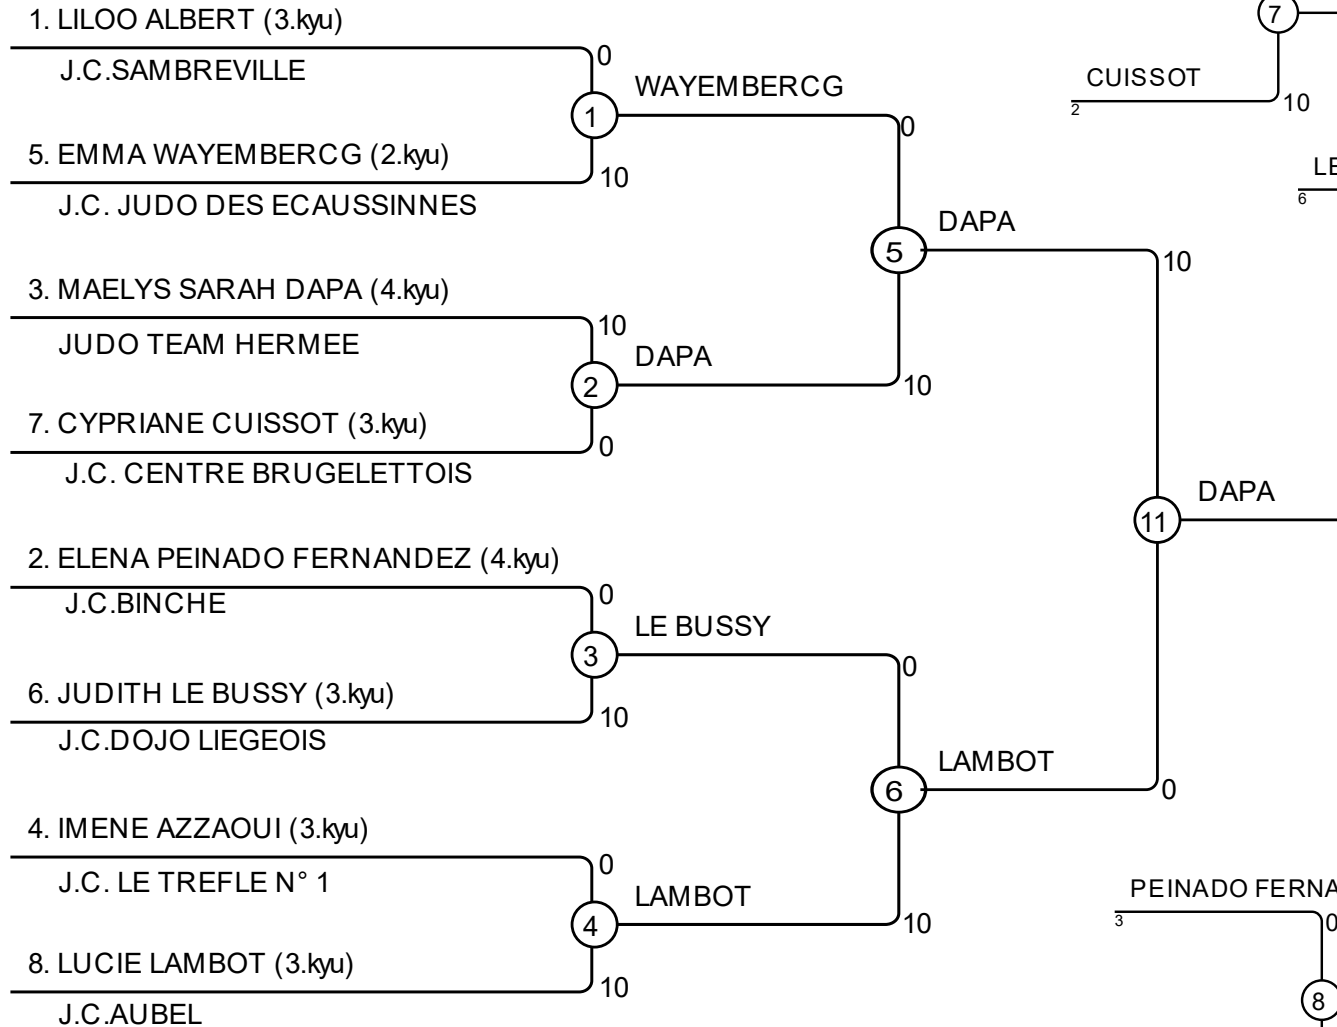 1. LILOO ALBERT (3.kyu)
0
J.C.SAMBREVILLE
WAYEMBERCG
1
5. EMMA WAYEMBERCG (2.kyu)
10
J.C. JUDO DES ECAUSSINNES
0
DAPA
5
10
3. MAELYS SARAH DAPA (4.kyu)
10
JUDO TEAM HERMEE
DAPA
2
10
7. CYPRIANE CUISSOT (3.kyu)
0
J.C. CENTRE BRUGELETTOIS
DAPA
11
2. ELENA PEINADO FERNANDEZ (4.kyu)
0
J.C.BINCHE
LE BUSSY
3
0
6. JUDITH LE BUSSY (3.kyu)
10
J.C.DOJO LIEGEOIS
LAMBOT
6
0
4. IMENE AZZAOUI (3.kyu)
0
J.C. LE TREFLE N° 1
LAMBOT
4
10
8. LUCIE LAMBOT (3.kyu)
10
J.C.AUBEL
7
CUISSOT
2
10
LE
6
PEINADO FERNA
3
0
8